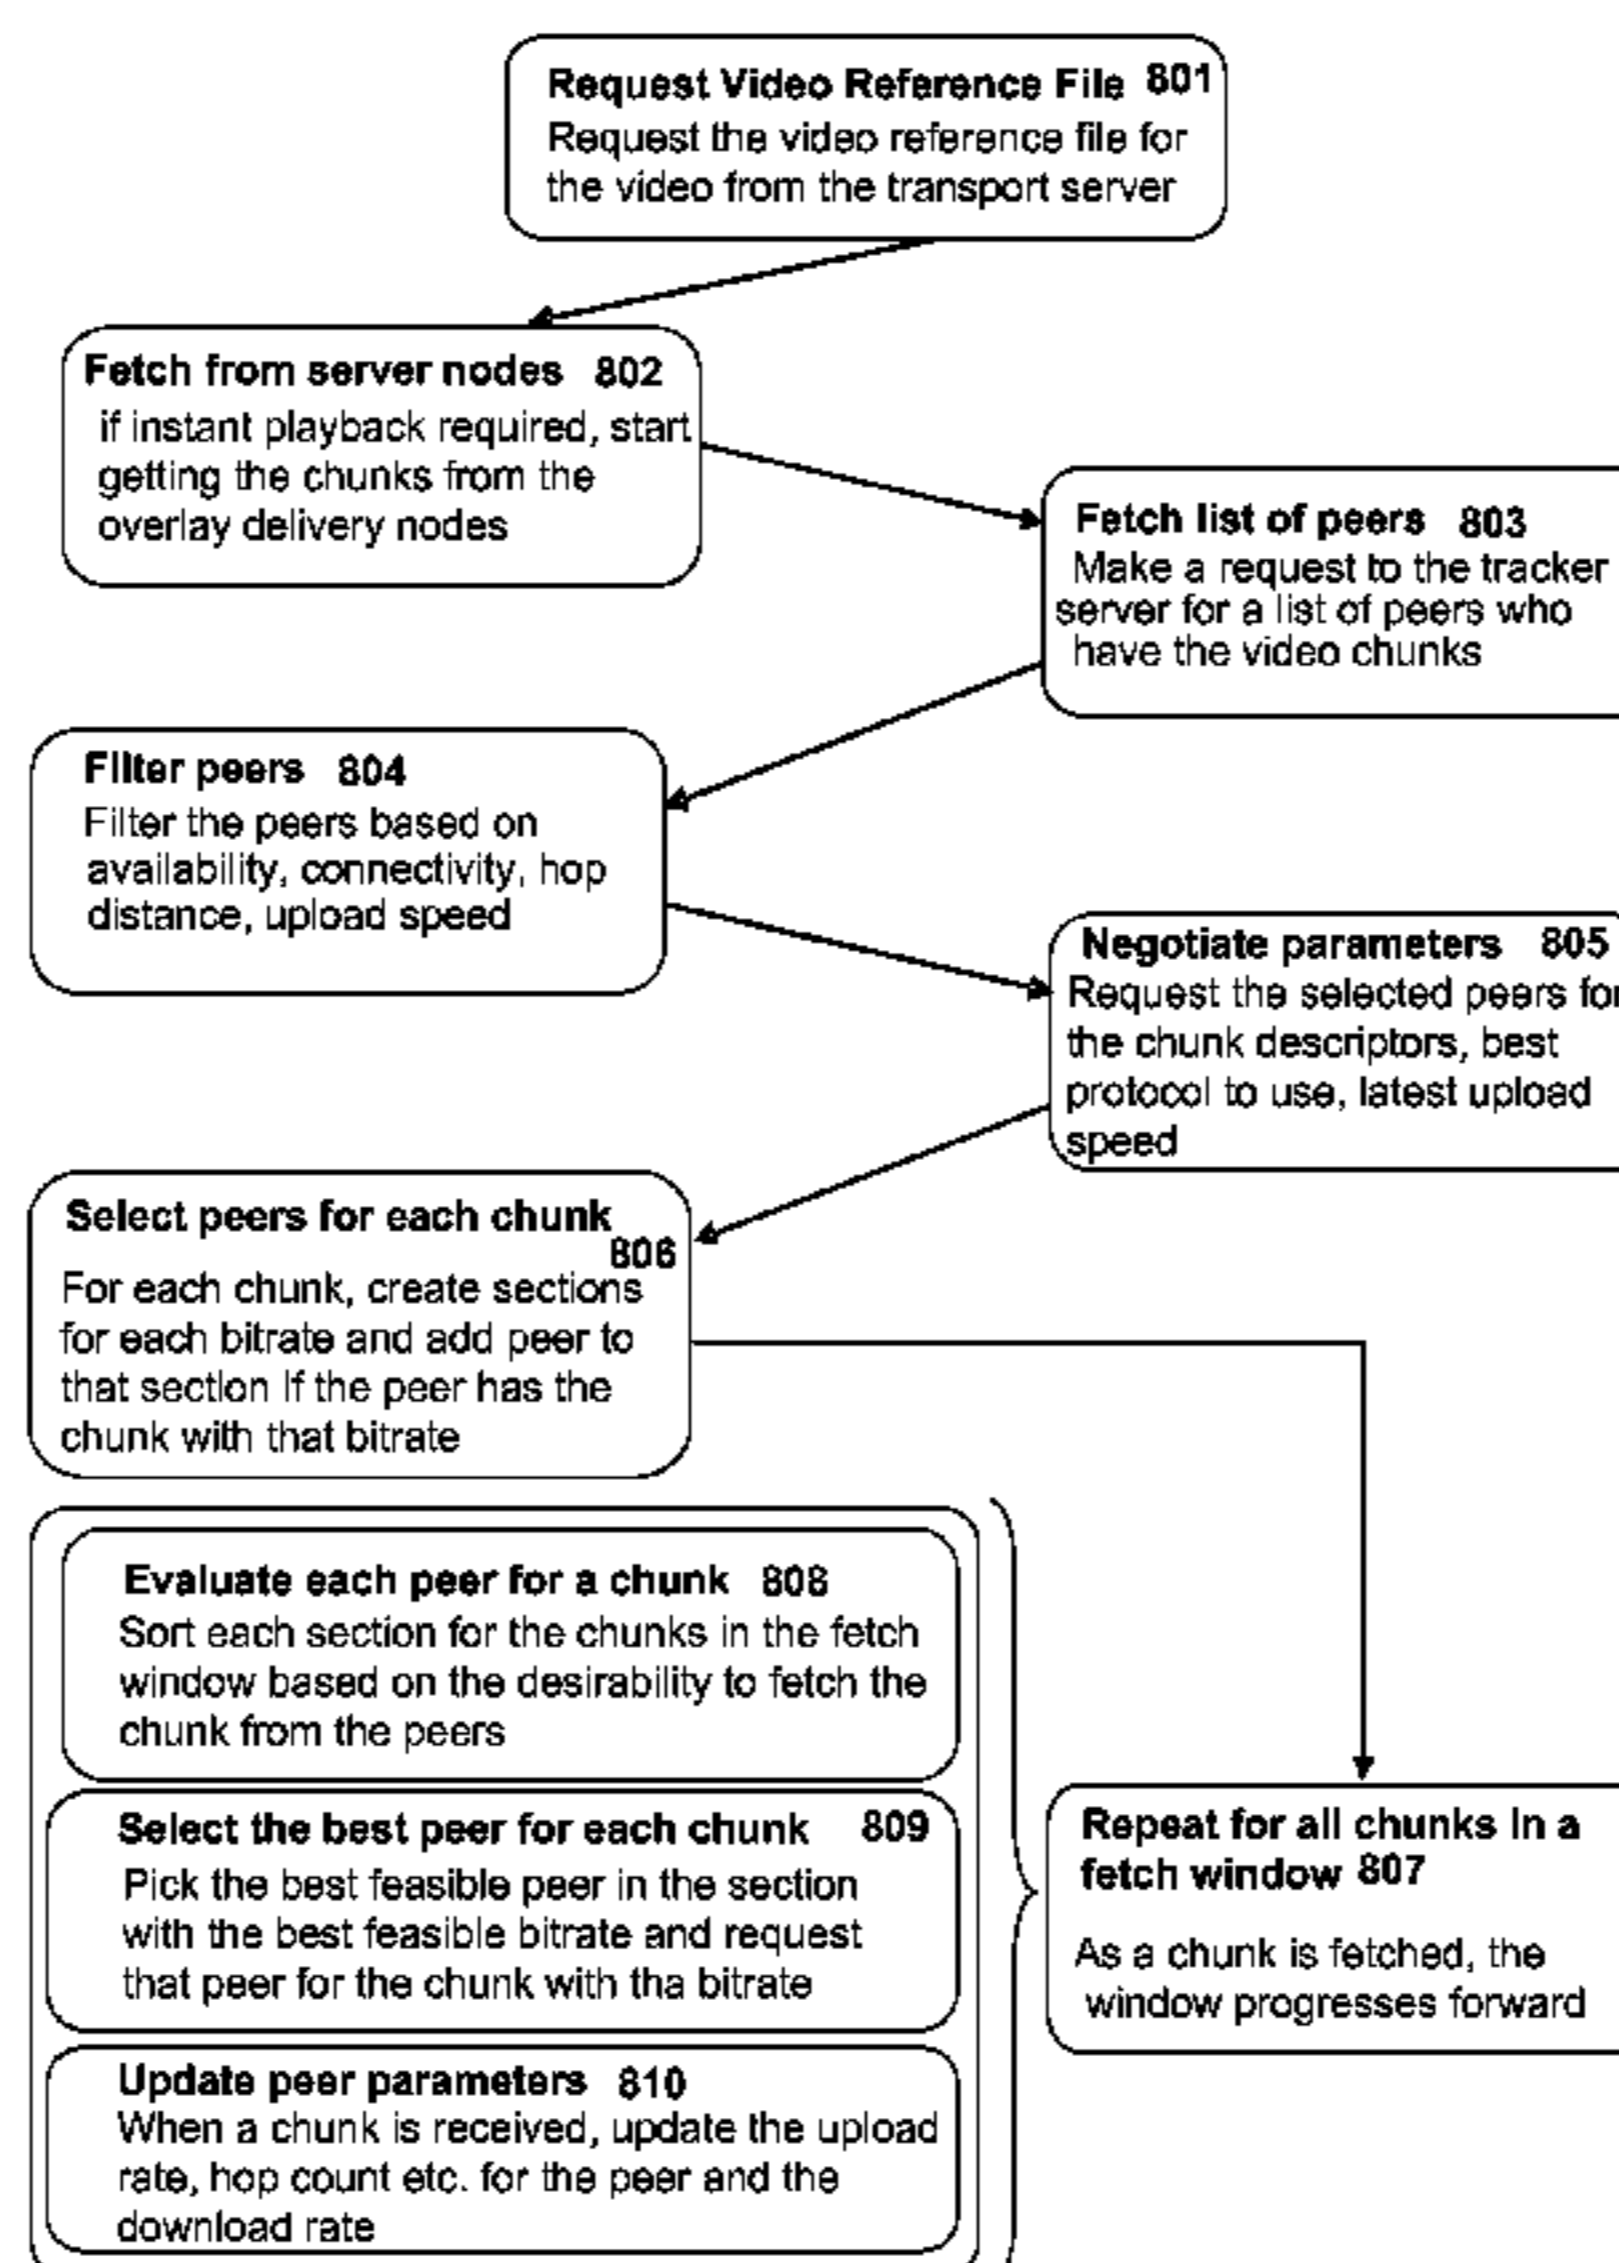 Request Video Reference File 801
Request the video reference file for
the video from the transport server
Fetch from server nodes 802
if instant playback required, start
getting the chunks from the
overlay delivery nodes
Fetch list of peers 803
Make a request to the tracker
server for a list of peers who
have the video chunks
Filter peers 804
Filter the peers based on
availability, connectivity, hop
distance, upload speed
Negotiate parameters 805
Request the selected peers for
the chunk descriptors, best
protocol to use, latest upload
speed
Select peers for each chunk
806
For each chunk, create sections
for each bitrate and add peer to
that section if the peer has the
chunk with that bitrate
Evaluate each peer for a chunk 808
Sort each section for the chunks in the fetch
window based on the desirability to fetch the
chunk from the peers
Select the best peer for each chunk 809
Pick the best feasible peer in the section
with the best feasible bitrate and request
that peer for the chunk with tha bitrate
Update peer parameters 810
When a chunk is received, update the upload
rate, hop count etc. for the peer and the
download rate
Repeat for all chunks in a
fetch window 807
As a chunk is fetched, the
window progresses forward